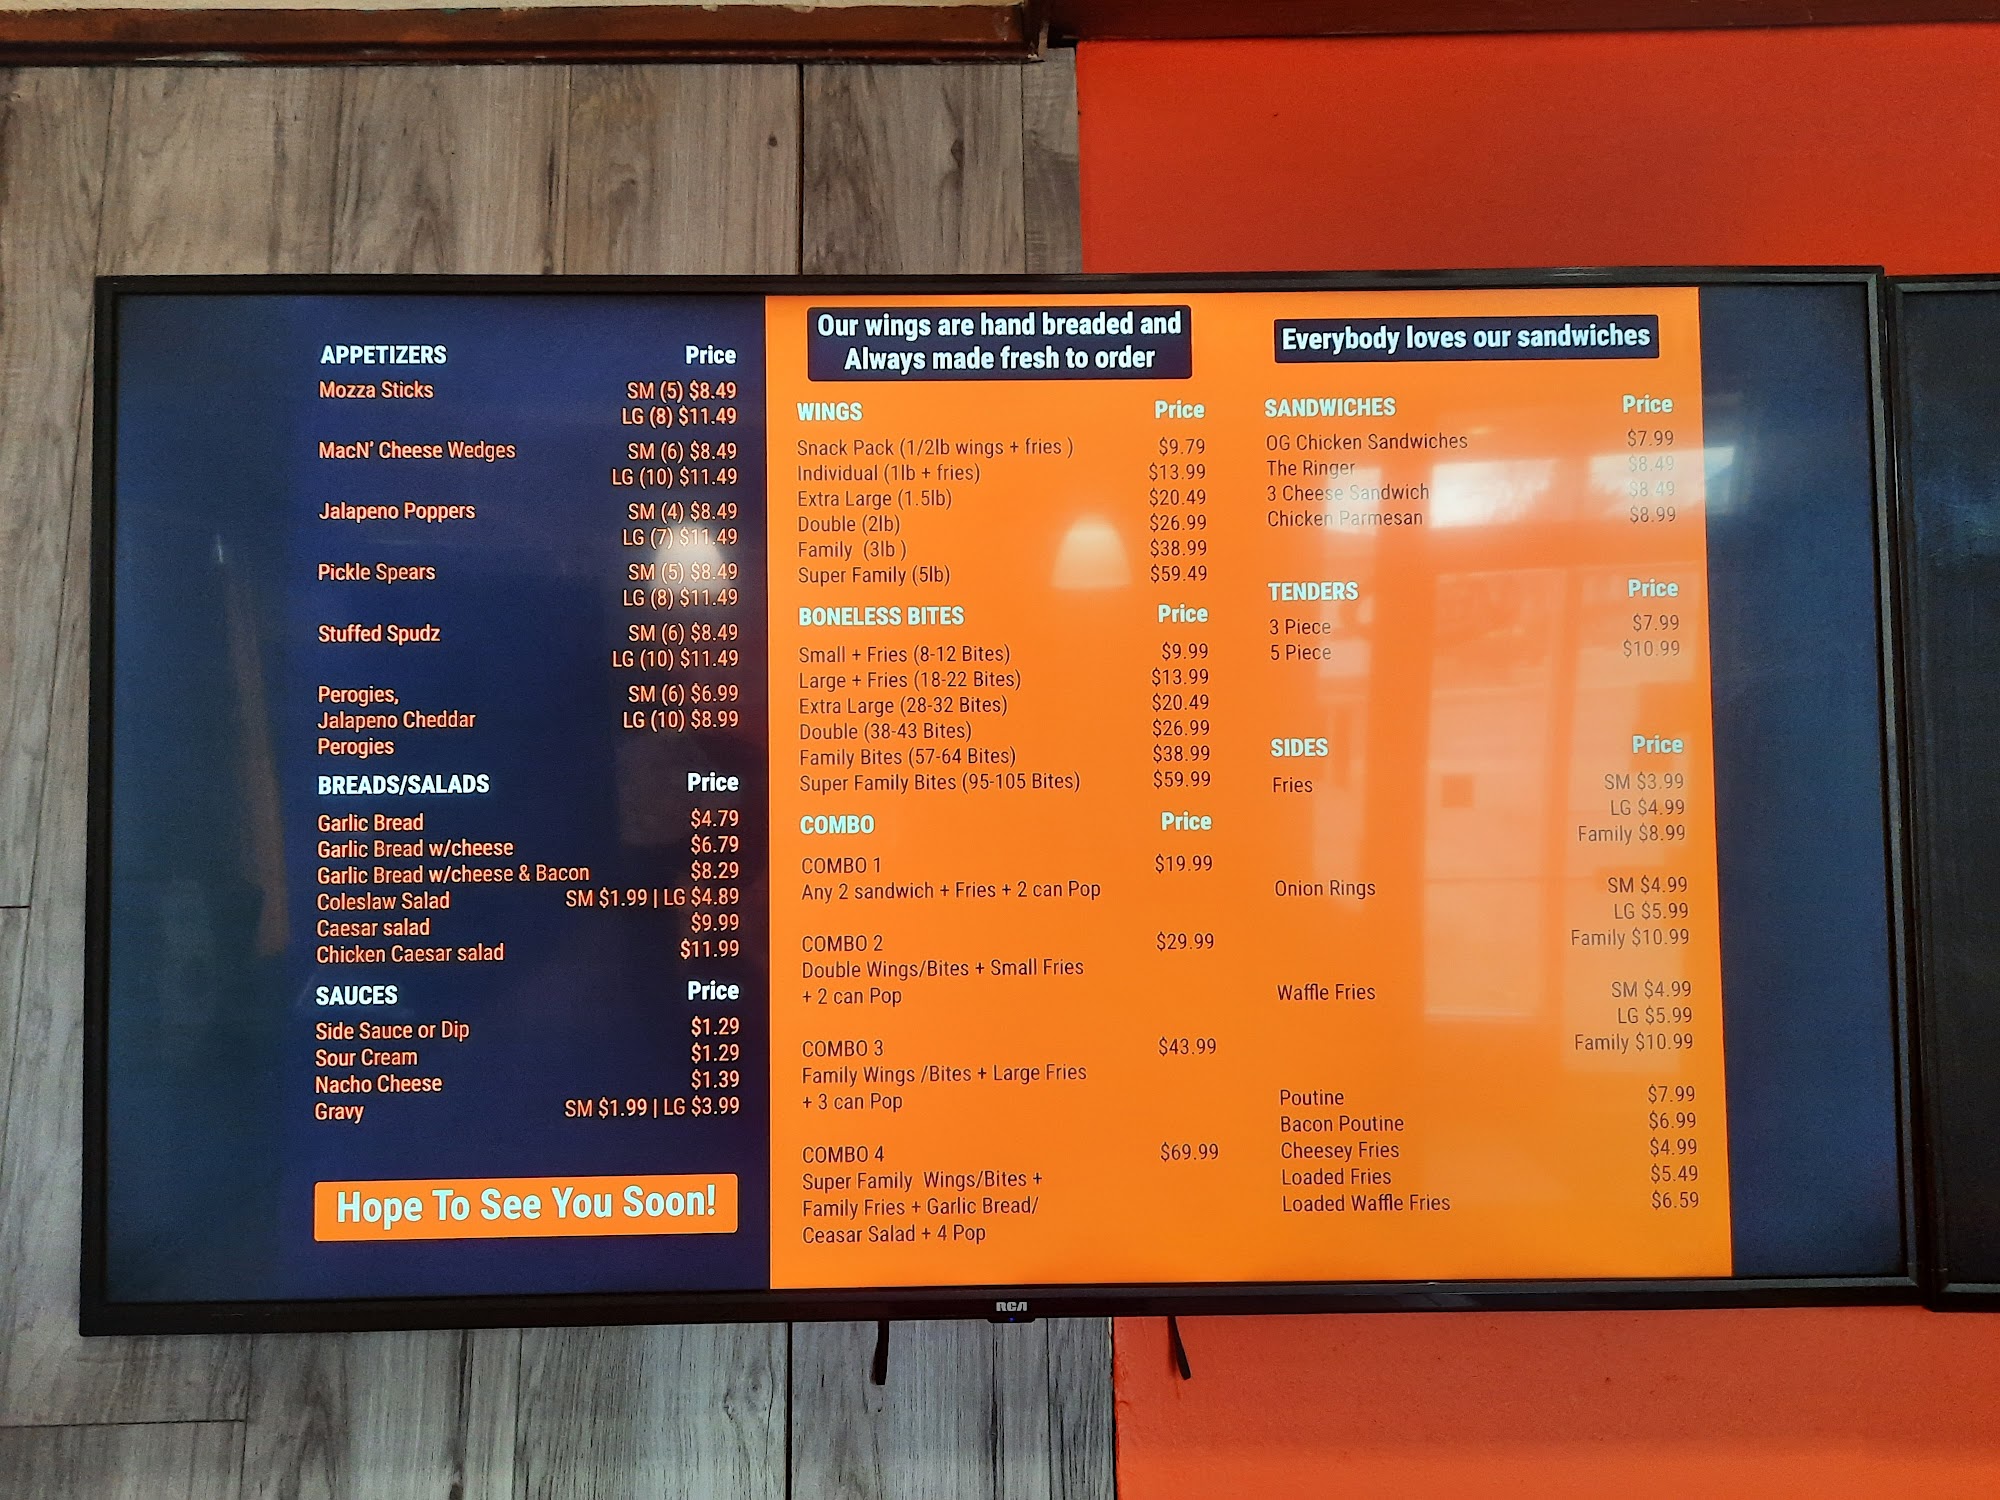 APPETIZERS Price
Mozza Sticks SM (5) $8.49
LG (8) $11.49
MacN' Cheese Wedges SM (6) $8.49
LG (10) $11.49
Jalapeno Poppers SM (4) $8.49
LG (7) $11.49
Pickle Spears SM (5) $8.49
LG (8) $11.49
Stuffed Spudz SM (6) $8.49
LG (10) $11.49
Perogies, SM (6) $6.99
Jalapeno Cheddar LG (10) $8.99
Perogies
BREADS/SALADS Price
Garlic Bread $4.79
Garlic Bread w/cheese $6.79
Garlic Bread w/cheese & Bacon $8.29
Coleslaw Salad SM $1.99 | LG $4.89
Caesar salad $9.99
Chicken Caesar salad $11.99
SAUCES Price
Side Sauce or Dip $1.29
Sour Cream $1.29
Nacho Cheese $1.39
Gravy SM $1.99 | LG $3.99
Hope To See You Soon!
Our wings are hand breaded and
Always made fresh to order
WINGS Price
Snack Pack (1/2lb wings + fries ) $9.79
Individual (1lb + fries) $13.99
Extra Large (1.5lb) $20.49
Double (2lb) $26.99
Family (3lb ) $38.99
Super Family (5lb) $59.49
BONELESS BITES Price
Small + Fries (8-12 Bites) $9.99
Large + Fries (18-22 Bites) $13.99
Extra Large (28-32 Bites) $20.49
Double (38-43 Bites) $26.99
Family Bites (57-64 Bites) $38.99
Super Family Bites (95-105 Bites) $59.99
COMBO Price
COMBO 1 $19.99
Any 2 sandwich + Fries + 2 can Pop
COMBO 2 $29.99
Double Wings/Bites + Small Fries
+ 2 can Pop
COMBO 3 $43.99
Family Wings /Bites + Large Fries
+ 3 can Pop
COMBO 4 $69.99
Super Family Wings/Bites +
Family Fries + Garlic Bread/
Ceasar Salad + 4 Pop
Everybody loves our sandwiches
SANDWICHES Price
OG Chicken Sandwiches $7.99
The Ringer $8.49
3 Cheese Sandwich $8.49
Chicken Parmesan $8.99
TENDERS Price
3 Piece $7.99
5 Piece $10.99
SIDES Price
Fries SM $3.99
LG $4.99
Family $8.99
Onion Rings SM $4.99
LG $5.99
Family $10.99
Waffle Fries SM $4.99
LG $5.99
Family $10.99
Poutine $7.99
Bacon Poutine $6.99
Cheesey Fries $4.99
Loaded Fries $5.49
Loaded Waffle Fries $6.59
RCA